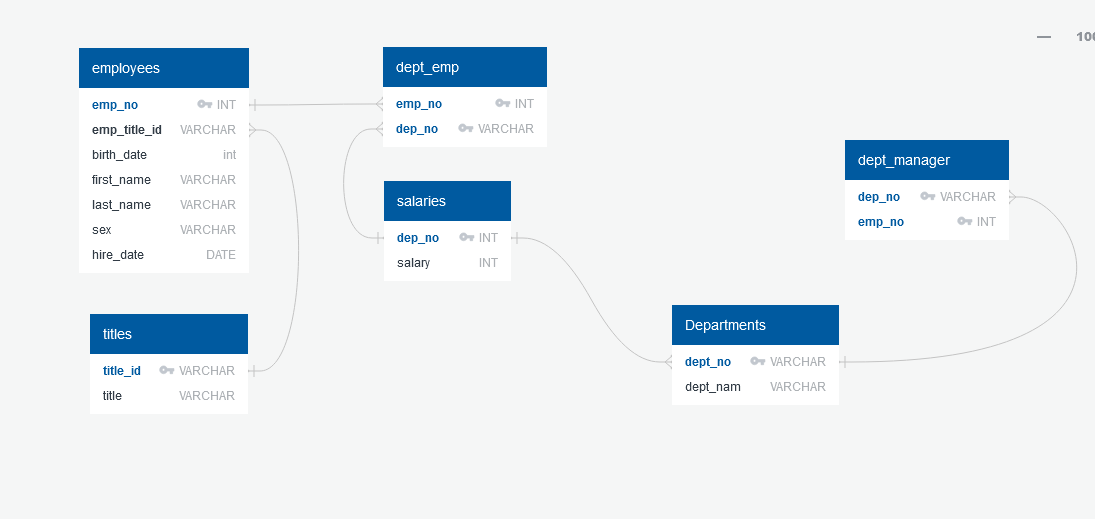 100
employees
emp_no INT
emp_title_id VARCHAR
birth_date int
first_name VARCHAR
last_name VARCHAR
sex VARCHAR
hire_date DATE
titles
title_id VARCHAR
title VARCHAR
dept_emp
emp_no INT
dep_no VARCHAR
salaries
dep_no INT
salary INT
Departments
dept_no VARCHAR
dept_nam VARCHAR
dept_manager
dep_no VARCHAR
emp_no INT